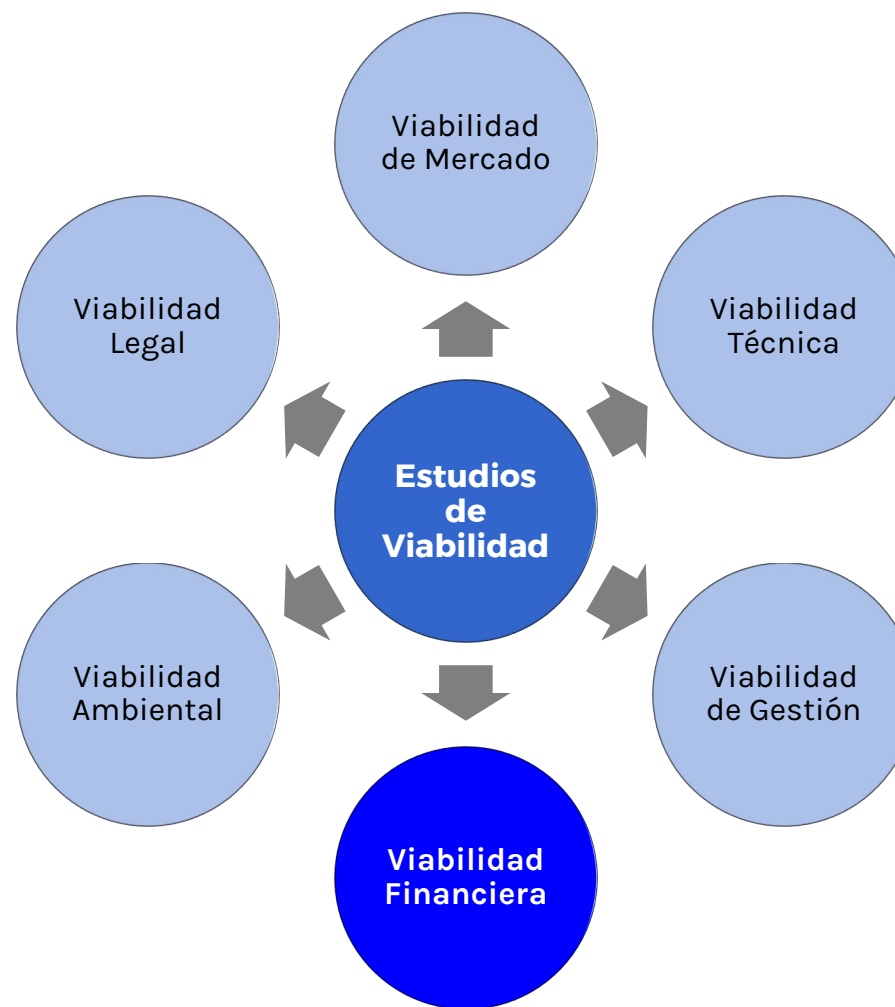 Viabilidad
de Mercado
Viabilidad
Legal
Viabilidad
Técnica
Estudios
de
Viabilidad
Viabilidad
Ambiental
Viabilidad
de Gestión
Viabilidad
Financiera